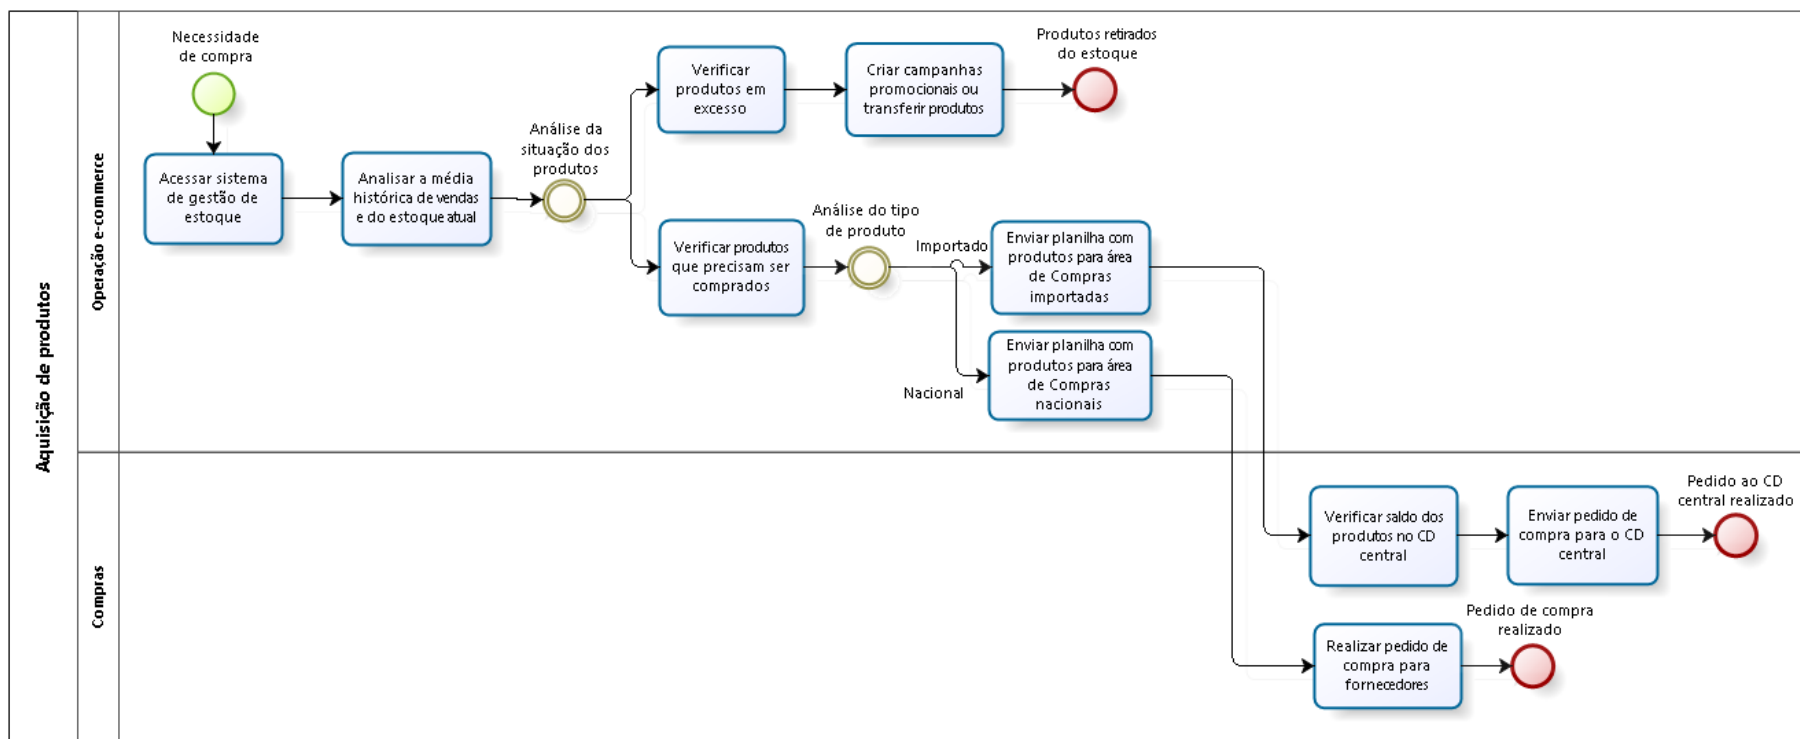 Aquisição de produtos
Operação e-commerce
Necessidade
de compra
Acessar sistema
de gestão de
estoque
Analisar a média
histórica de vendas
e do estoque atual
Análise da
situação dos
produtos
Verificar
produtos em
excesso
Criar campanhas
promocionais ou
transferir produtos
Produtos retirados
do estoque
Verificar produtos
que precisam ser
comprados
Análise do tipo
de produto
Importado
Enviar planilha com
produtos para área
de Compras
importadas
Nacional
Enviar planilha com
produtos para área
de Compras
nacionais
Compras
Verificar saldo dos
produtos no CD
central
Enviar pedido de
compra para o CD
central
Pedido ao CD
central realizado
Realizar pedido de
compra para
fornecedores
Pedido de compra
realizado